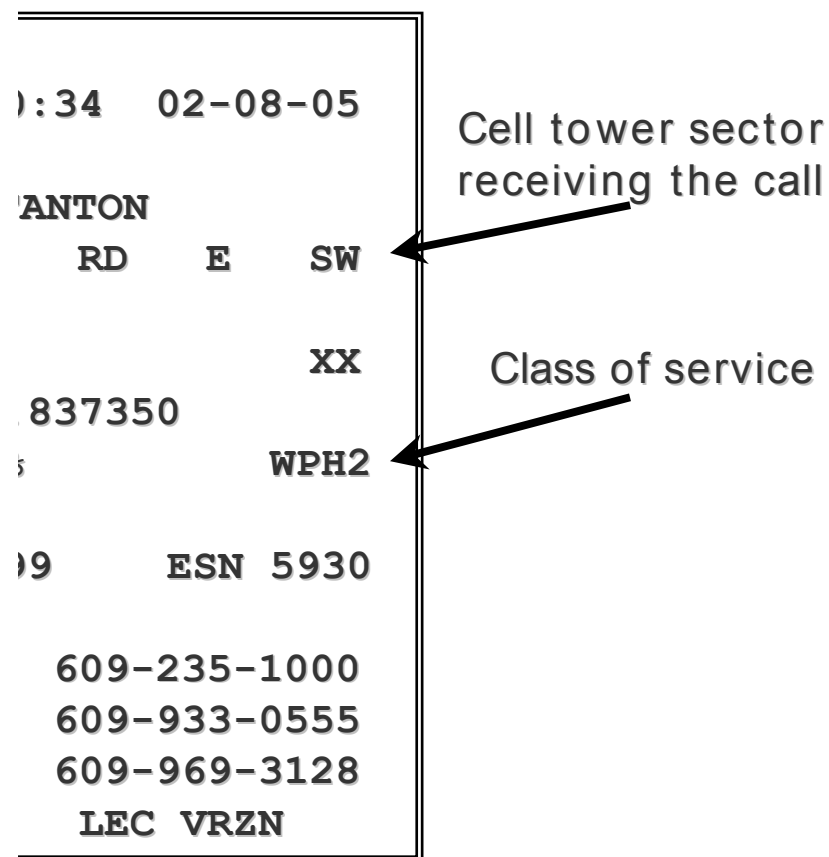 :34 02-08-05
Cell tower sector
receiving the call
ANTON
RD E SW
XX
Class of service
837350
WPH2
99 ESN 5930
609-235-1000
609-933-0555
609-969-3128
LEC VRZN